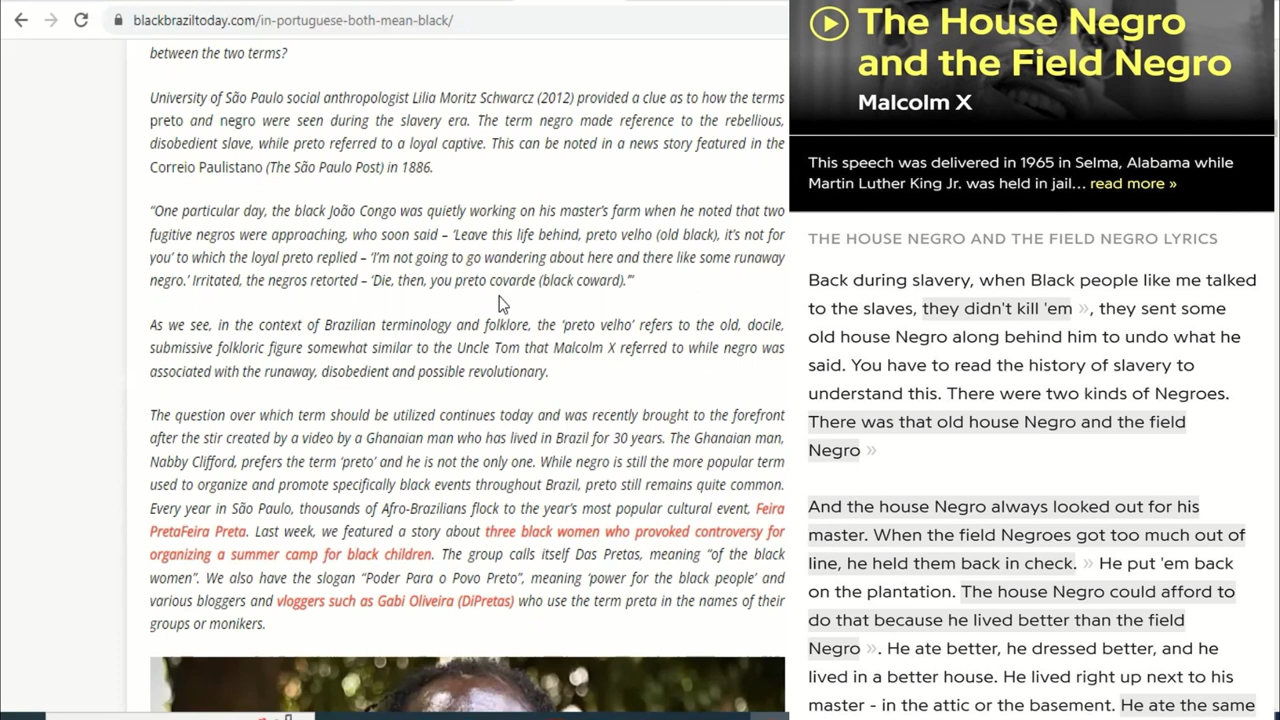 blackbraziltoday.com/in-portuguese-both-mean-black/
between the two terms?
University of São Paulo social anthropologist Lilia Moritz Schwarcz (2012) provided a clue as to how the terms
preto and negro were seen during the slavery era. The term negro made reference to the rebellious,
disobedient slave, while preto referred to a loyal captive. This can be noted in a news story featured in the
Correio Paulistano (The São Paulo Post) in 1886.
“One particular day, the black João Congo was quietly working on his master’s farm when he noted that two
fugitive negros were approaching, who soon said – ‘Leave this life behind, preto velho (old black), it’s not for
you’ to which the loyal preto replied – ‘I’m not going to go wandering about here and there like some runaway
negro.’ Irritated, the negros retorted – ‘Die, then, you preto covarde (black coward).’”
As we see, in the context of Brazilian terminology and folklore, the ‘preto velho’ refers to the old, docile,
submissive folkloric figure somewhat similar to the Uncle Tom that Malcolm X referred to while negro was
associated with the runaway, disobedient and possible revolutionary.
The question over which term should be utilized continues today and was recently brought to the forefront
after the stir created by a video by a Ghanaian man who has lived in Brazil for 30 years. The Ghanaian man,
Nabby Clifford, prefers the term ‘preto’ and he is not the only one. While negro is still the more popular term
used to organize and promote specifically black events throughout Brazil, preto still remains quite common.
Every year in São Paulo, thousands of Afro-Brazilians flock to the year’s most popular cultural event, Feira
PretaFeira Preta. Last week, we featured a story about three black women who provoked controversy for
organizing a summer camp for black children. The group calls itself Das Pretas, meaning “of the black
women”. We also have the slogan “Poder Para o Povo Preto”, meaning ‘power for the black people’ and
various bloggers and vloggers such as Gabi Oliveira (DiPretas) who use the term preta in the names of their
groups or monikers.
The House Negro
and the Field Negro
Malcolm X
This speech was delivered in 1965 in Selma, Alabama while
Martin Luther King Jr. was held in jail… read more »
THE HOUSE NEGRO AND THE FIELD NEGRO LYRICS
Back during slavery, when Black people like me talked
to the slaves, they didn't kill 'em », they sent some
old house Negro along behind him to undo what he
said. You have to read the history of slavery to
understand this. There were two kinds of Negroes.
There was that old house Negro and the field
Negro »
And the house Negro always looked out for his
master. When the field Negroes got too much out of
line, he held them back in check. » He put 'em back
on the plantation. The house Negro could afford to
do that because he lived better than the field
Negro ». He ate better, he dressed better, and he
lived in a better house. He lived right up next to his
master - in the attic or the basement. He ate the same